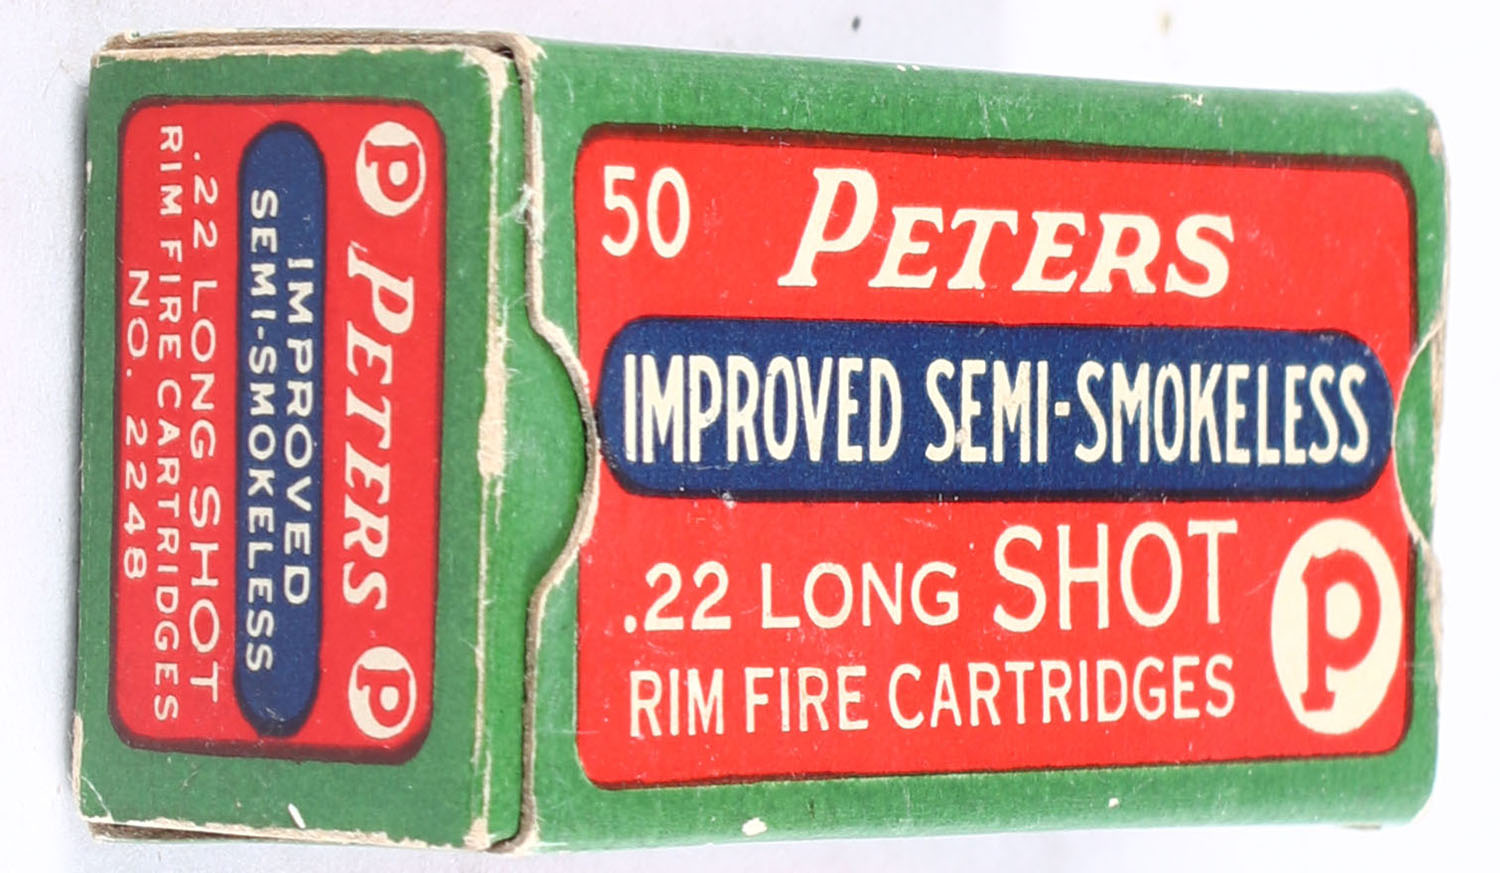 50 PETERS
IMPROVED SEMI-SMOKELESS
.22 LONG SHOT
RIM FIRE CARTRIDGES
P
P PETERS P
IMPROVED
SEMI-SMOKELESS
.22 LONG SHOT
RIM FIRE CARTRIDGES
NO. 2248